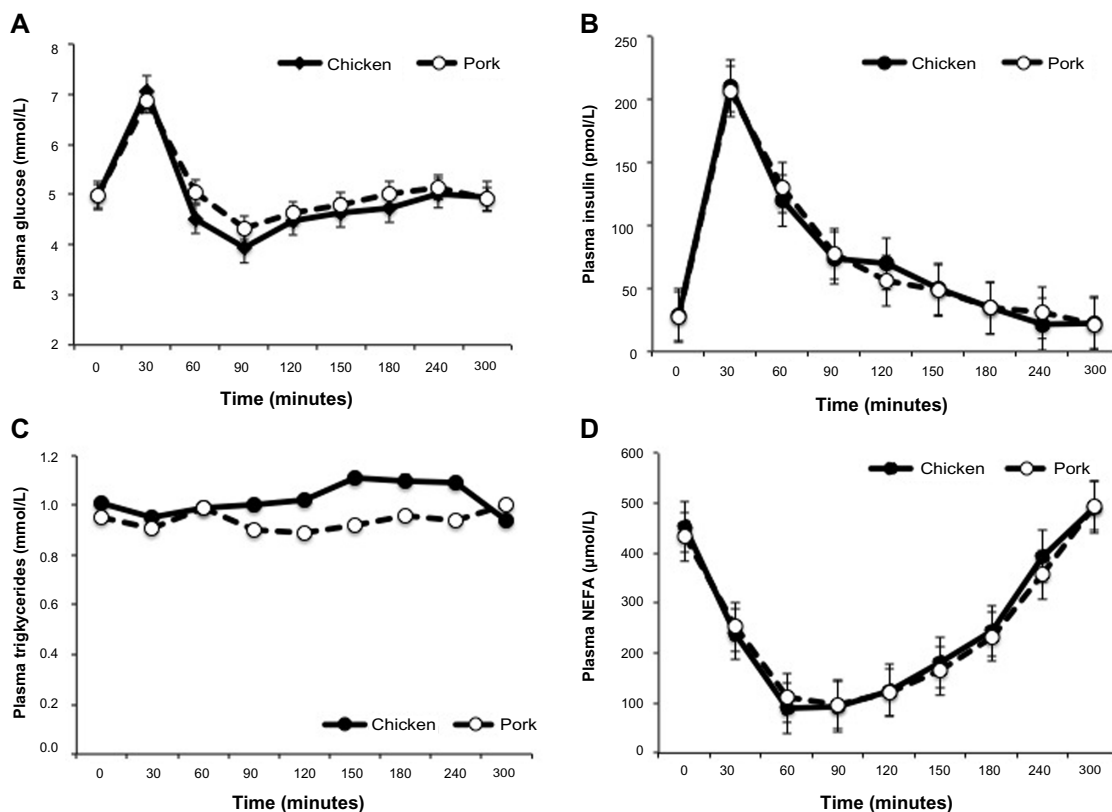 A
Chicken Pork
Plasma glucose (mmol/L)
8
7
6
5
4
3
2
0 30 60 90 120 150 180 240 300
Time (minutes)
B
Chicken Pork
Plasma insulin (pmol/L)
250
200
150
100
50
0
0 30 60 90 120 150 180 240 300
Time (minutes)
C
Plasma trigkycerides (mmol/L)
1.2
1.0
0.8
0.6
0.4
0.2
0.0
Chicken Pork
0 30 60 90 120 150 180 240 300
Time (minutes)
D
Chicken Pork
Plasma NEFA (µmol/L)
600
500
400
300
200
100
0
0 30 60 90 120 150 180 240 300
Time (minutes)